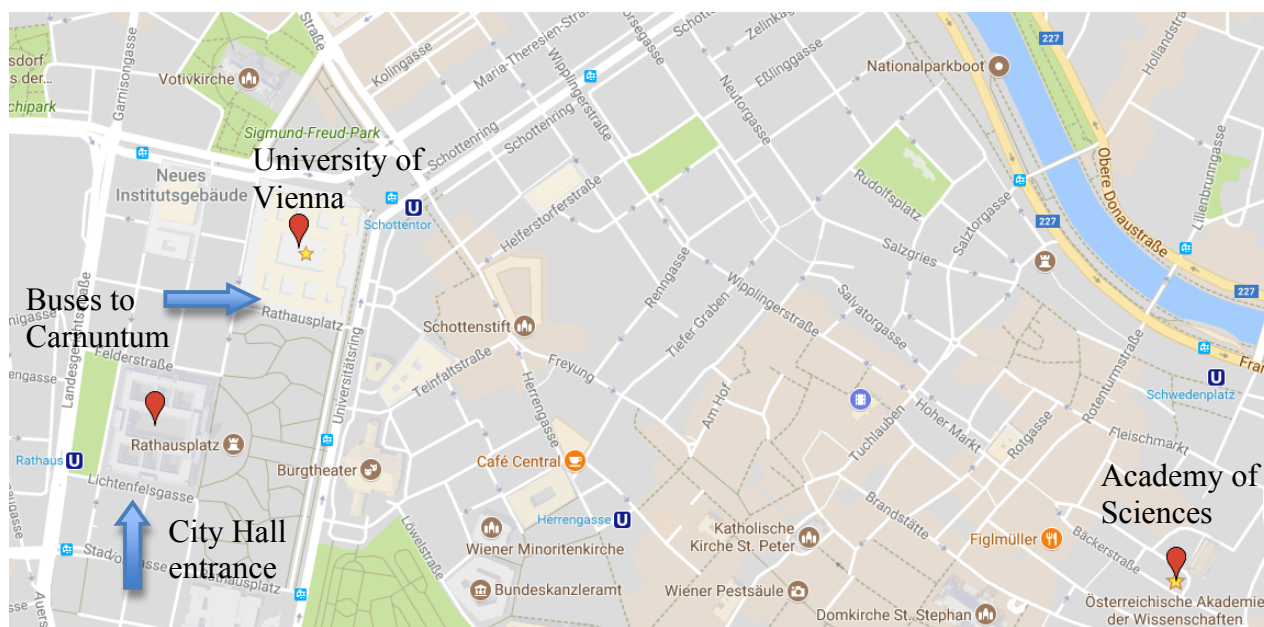 Votivkirche
Garnisongasse
Straße
Kolingasse
Maria-Theresien-Straße
Wipplingerstraße
Zelinkagasse
Eßlinggasse
Neutorgasse
Nationalparkboot
227
227
227
227
Hollandstraße
Obere Donaustraße
Lilienbrunngasse
Sigmund-Freud-Park
Schottenring
Schottenring
University of
Vienna
Neues
Institutsgebäude
U
Schottentor
Helferstorferstraße
Rudolfsplatz
Salzgries
Salztorgasse
Buses to
Carnuntum
Rathausplatz
Landesgerichtsstraße
Felderstraße
Universitätsring
Schottenstift
Teinfaltstraße
Freyung
Herrengasse
Renngasse
Tiefer Graben
Wipplingerstraße
Salvatorgasse
Am Hof
Tuchlauben
Hoher Markt
Rotgasse
Rotenturmstraße
Fleischmarkt
U
Schwedenplatz
Rathausplatz
Rathaus U
Lichtenfelsgasse
Burgtheater
Café Central
Herrengasse U
Löwelstraße
Wiener Minoritenkirche
Bundeskanzleramt
Katholische
Kirche St. Peter
Wiener Pestsäule
Brandstätte
Figlmüller
Bäckerstraße
Domkirche St. Stephan
Academy of
Sciences
Österreichische Akademie
der Wissenschaften
City Hall
entrance
Rathausplatz